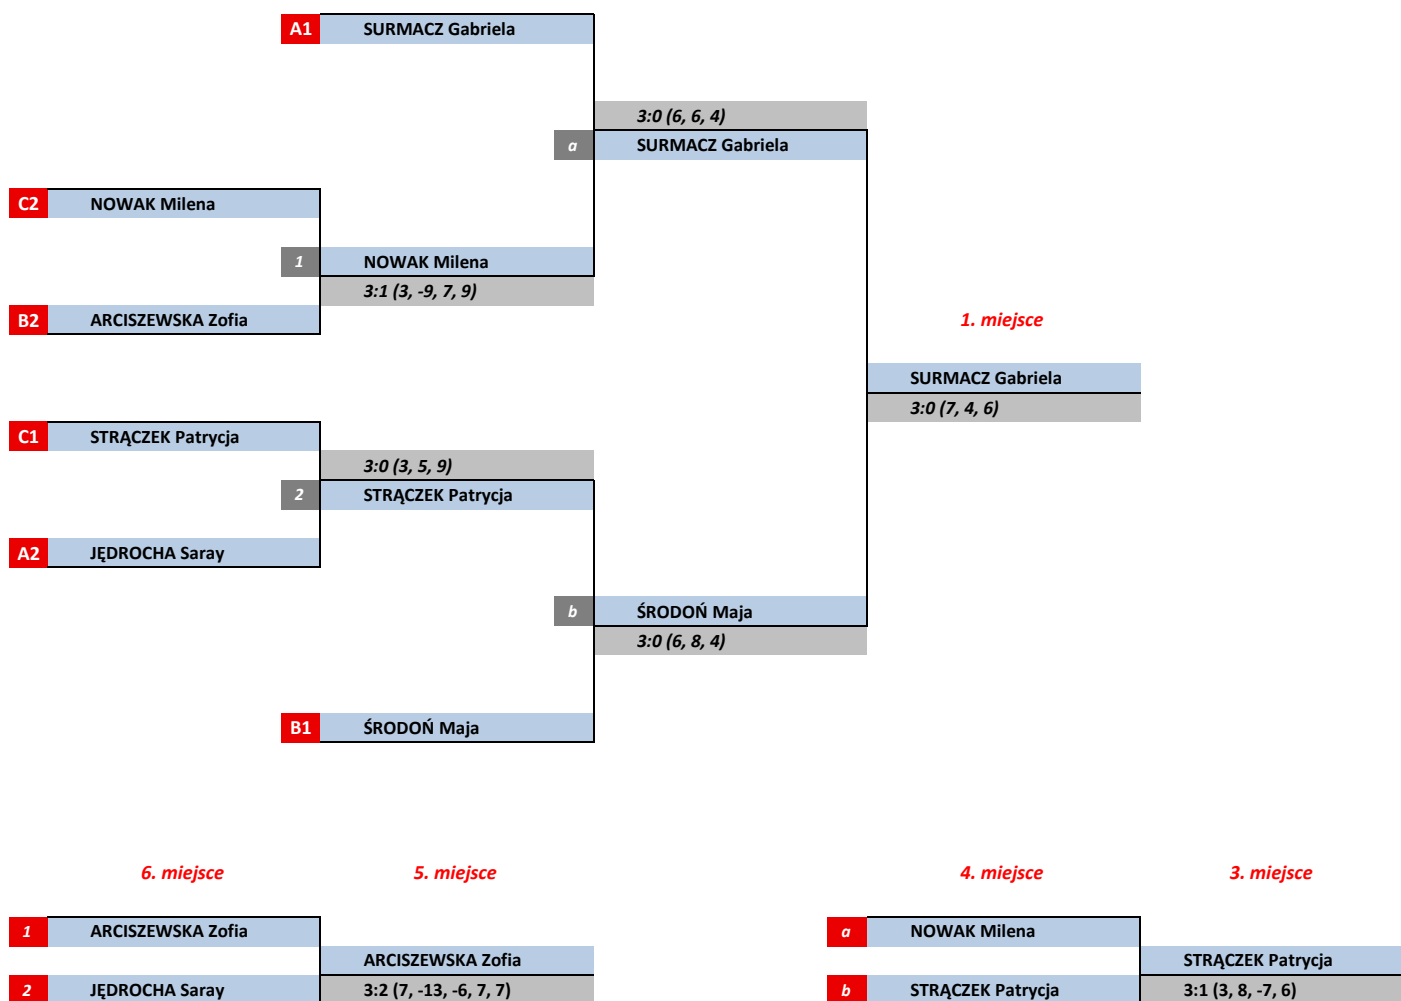 A1 SURMACZ Gabriela
3:0 (6, 6, 4)
a SURMACZ Gabriela
C2 NOWAK Milena
1 NOWAK Milena
3:1 (3, -9, 7, 9)
B2 ARCISZEWSKA Zofia
1. miejsce
SURMACZ Gabriela
3:0 (7, 4, 6)
C1 STRĄCZEK Patrycja
3:0 (3, 5, 9)
2 STRĄCZEK Patrycja
A2 JĘDROCHA Saray
b ŚRODOŃ Maja
3:0 (6, 8, 4)
B1 ŚRODOŃ Maja
6. miejsce 5. miejsce 4. miejsce 3. miejsce
1 ARCISZEWSKA Zofia a NOWAK Milena
ARCISZEWSKA Zofia STRĄCZEK Patrycja
2 JĘDROCHA Saray 3:2 (7, -13, -6, 7, 7) b STRĄCZEK Patrycja 3:1 (3, 8, -7, 6)